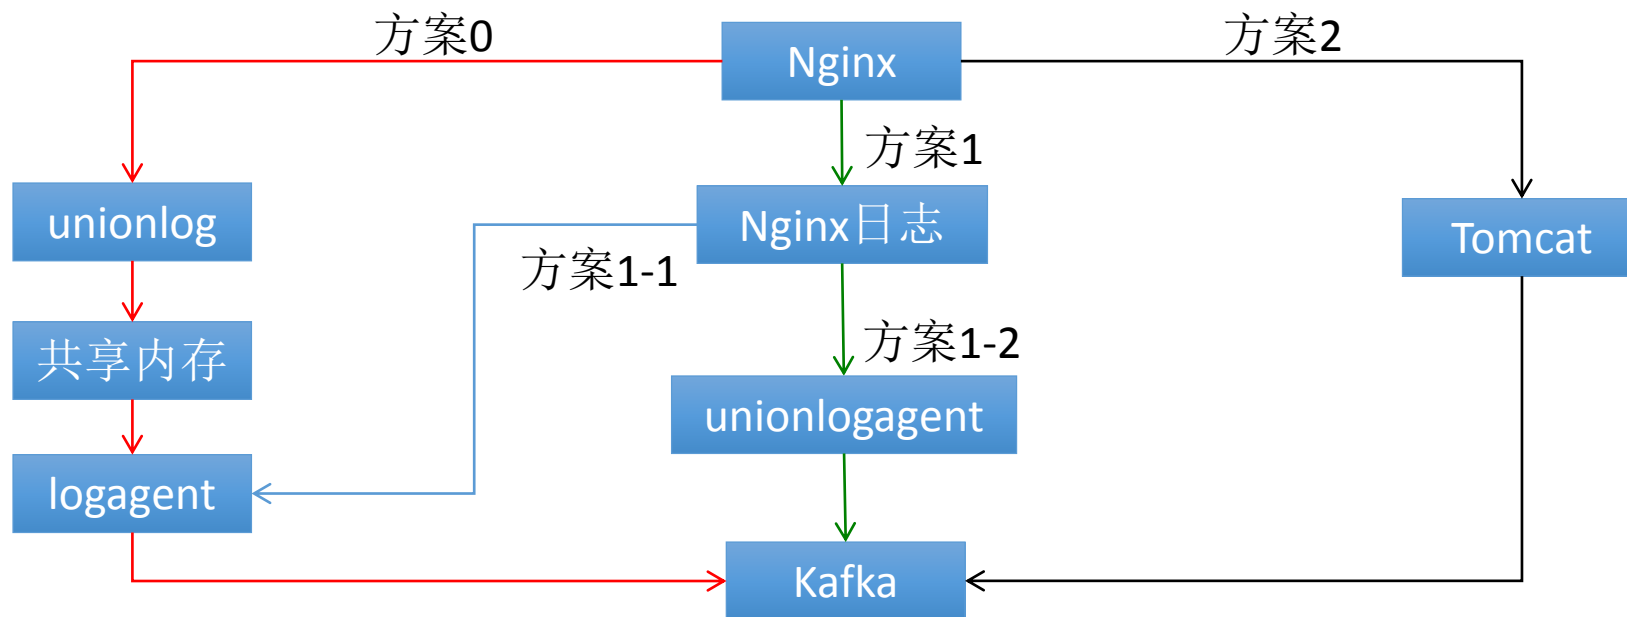 方案0
Nginx
方案2
方案1
unionlog
Nginx日志
Tomcat
方案1-1
共享内存
方案1-2
unionlogagent
logagent
Kafka